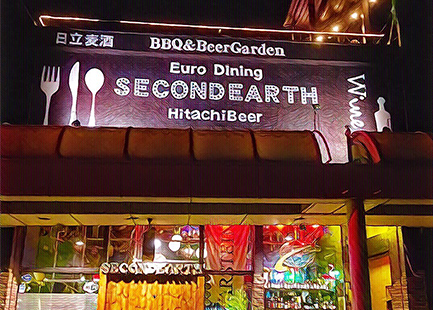 日立麦酒
BBQ&BeerGarden
Euro Dining
SECONDEARTH
HitachiBeer
Wine
SECONDEARTH